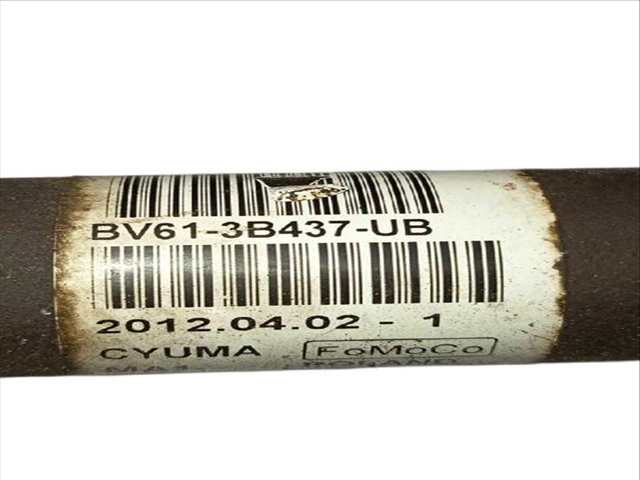 BV61-3B437-UB
2012.04.02 - 1
CYUMA FoMoCo